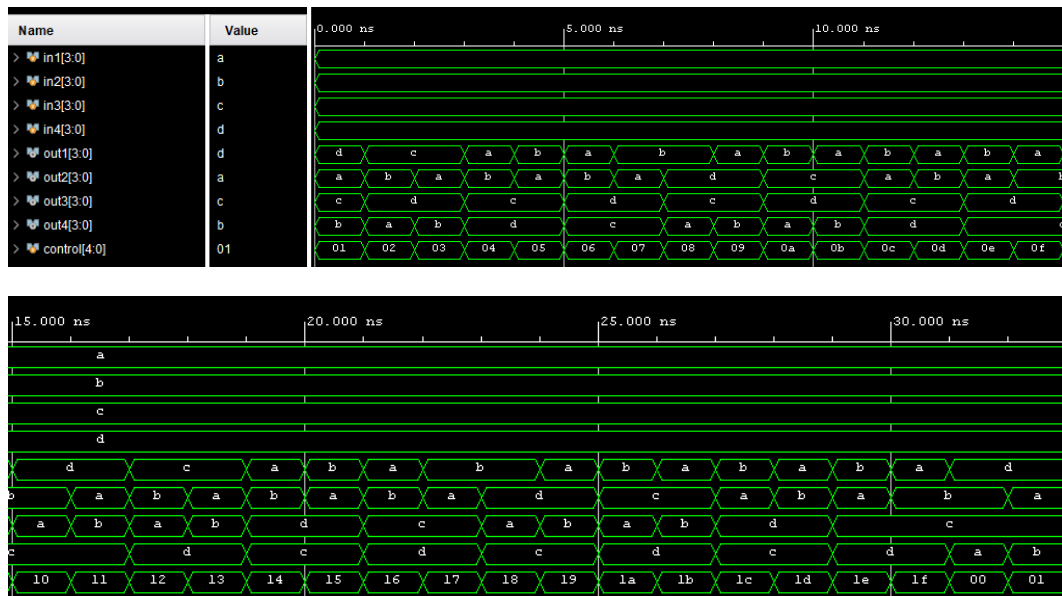 Name Value 0.000 ns 5.000 ns 10.000 ns
in1[3:0] a
in2[3:0] b
in3[3:0] c
in4[3:0] d
out1[3:0] d d c a b a b a b a b a b a
out2[3:0] a a b a b a b a d c a b a b
out3[3:0] c c d c d c d c d
out4[3:0] b b a b d c a b a b d c
control[4:0] 01 01 02 03 04 05 06 07 08 09 0a 0b 0c 0d 0e 0f
15.000 ns 20.000 ns 25.000 ns 30.000 ns
a
b
c
d
d c a b a b a b a b a b a d
b a b a b a b a d c a b a b a
a b a b d c a b a b d c
c d c d c d c d a b
10 11 12 13 14 15 16 17 18 19 1a 1b 1c 1d 1e 1f 00 01